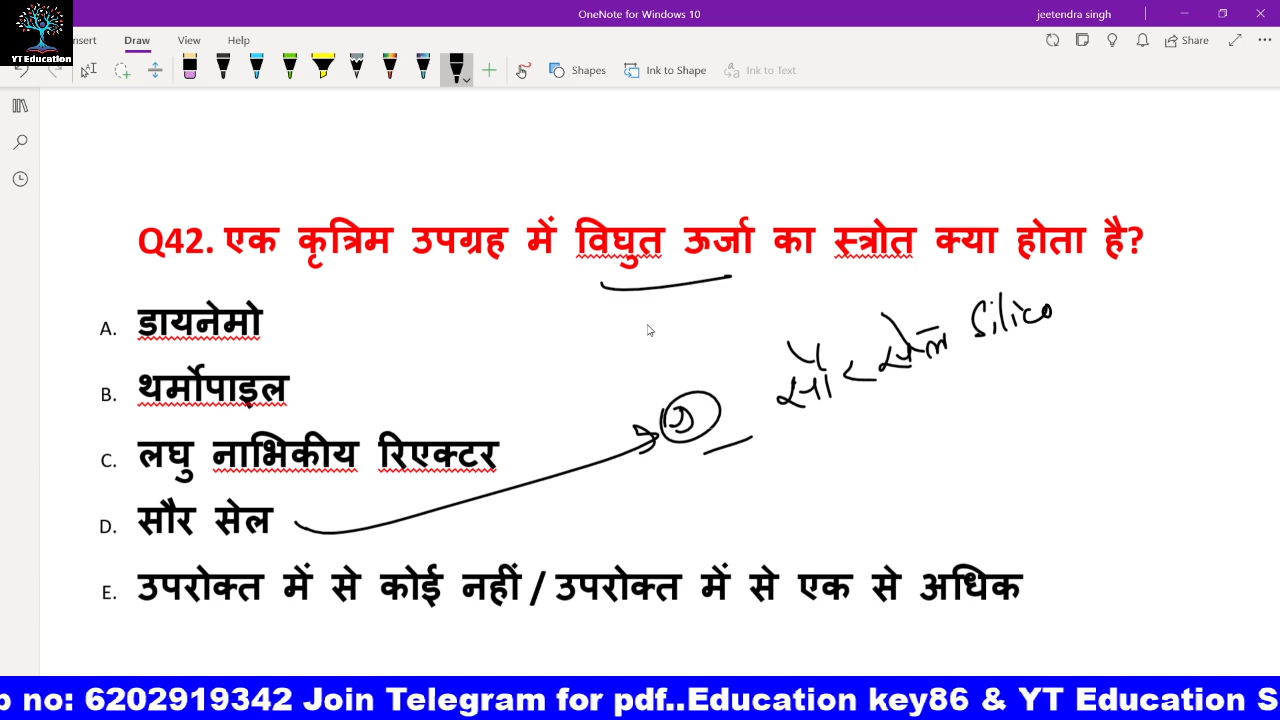 OneNote for Windows 10
jeetendra singh
YT Education
nsert Draw View Help
Shapes Ink to Shape Ink to Text Share
Q42. एक कृत्रिम उपग्रह में विघुत ऊर्जा का स्त्रोत क्या होता है?
A. डायनेमो
B. थर्मोपाइल
C. लघु नाभिकीय रिएक्टर
D. सौर सेल
E. उपरोक्त में से कोई नहीं / उपरोक्त में से एक से अधिक
D
Silico
p no: 6202919342 Join Telegram for pdf..Education key86 & YT Education S